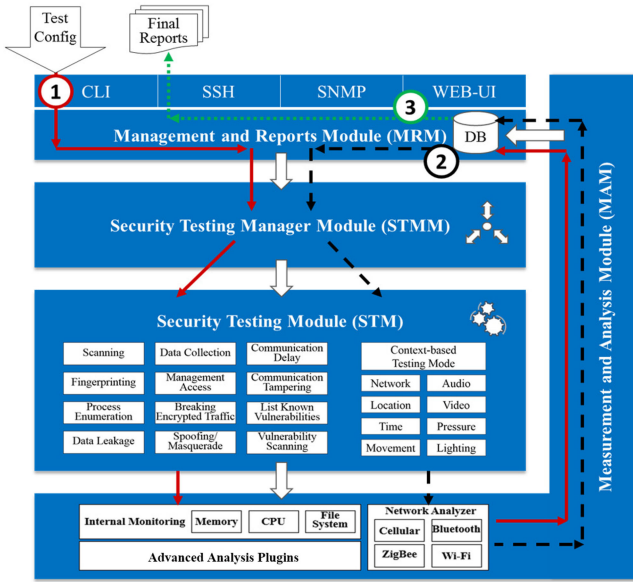 Test
Config
Final
Reports
1
CLI
SSH
SNMP
WEB-UI
3
Management and Reports Module (MRM)
DB
2
Security Testing Manager Module (STMM)
Security Testing Module (STM)
Scanning
Data Collection
Communication
Delay
Context-based
Testing Mode
Fingerprinting
Management
Access
Communication
Tampering
Network
Audio
Location
Video
Process
Enumeration
Breaking
Encrypted Traffic
List Known
Vulnerabilities
Time
Pressure
Data Leakage
Spoofing/
Masquerade
Vulnerability
Scanning
Movement
Lighting
Internal Monitoring
Memory
CPU
File
System
Advanced Analysis Plugins
Network Analyzer
Cellular
Bluetooth
ZigBee
Wi-Fi
Measurement and Analysis Module (MAM)